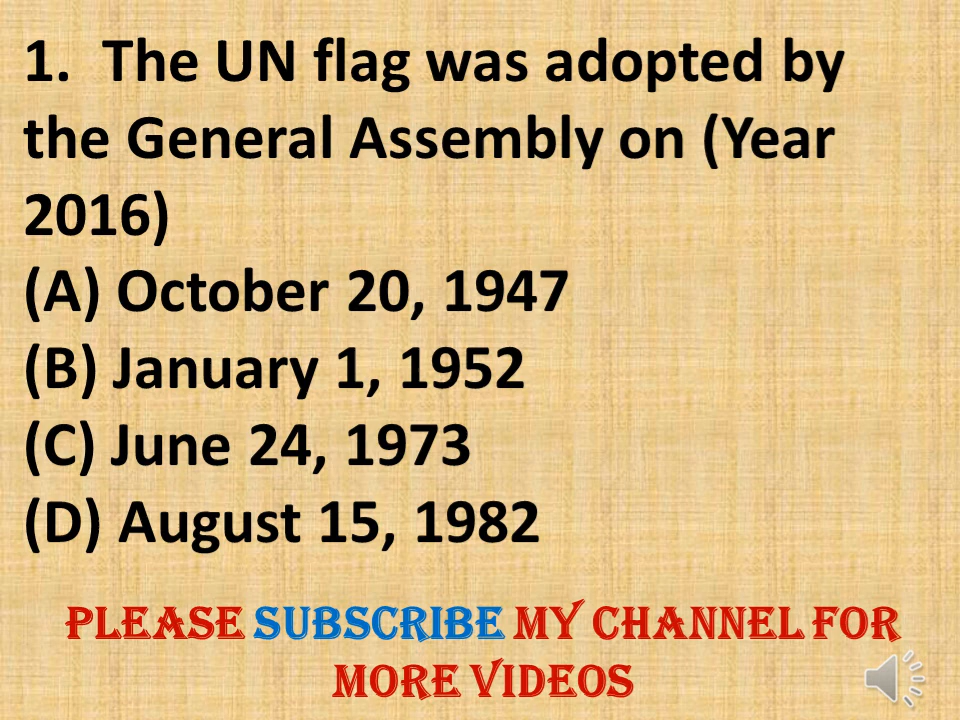 1. The UN flag was adopted by
the General Assembly on (Year
2016)
(A) October 20, 1947
(B) January 1, 1952
(C) June 24, 1973
(D) August 15, 1982
PLEASE SUBSCRIBE MY CHANNEL FOR
MORE VIDEOS